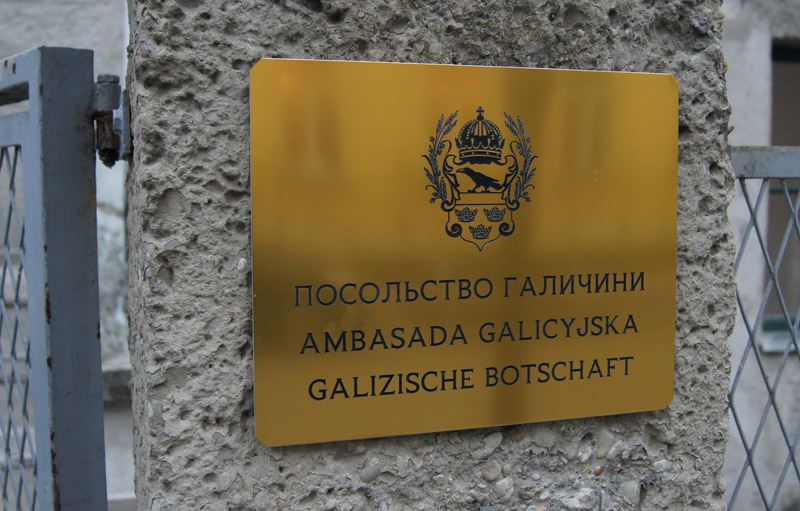 ПОСОЛЬСТВО ГАЛИЧИНИ
AMBASADA GALICYJSKA
GALIZISCHE BOTSCHAFT